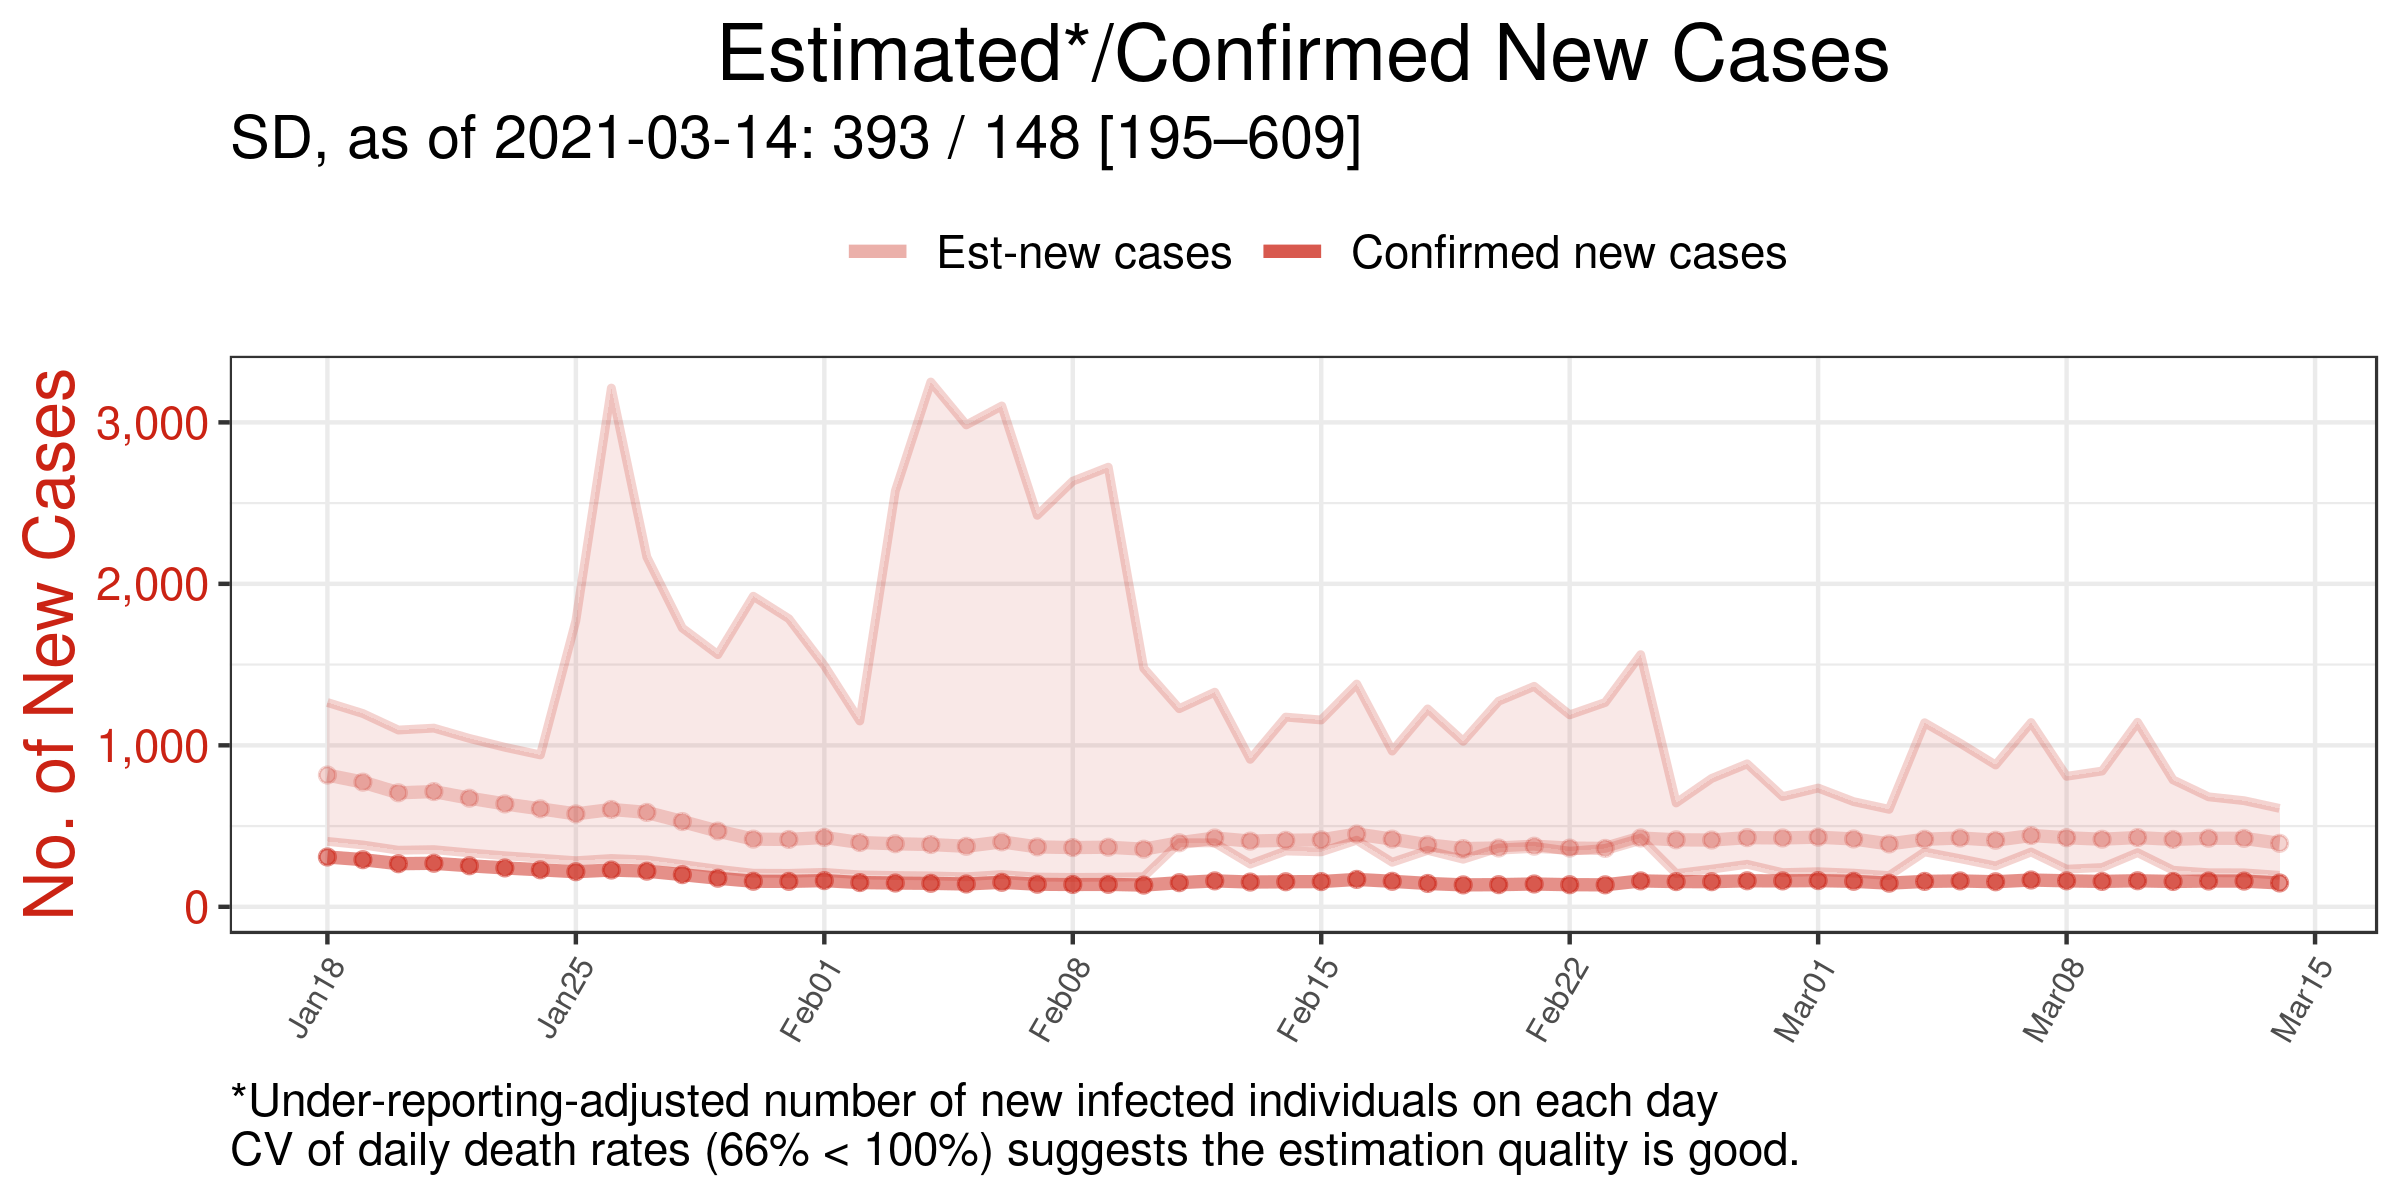 Estimated*/Confirmed New Cases
SD, as of 2021-03-14: 393 / 148 [195–609]
Est-new cases Confirmed new cases
No. of New Cases
3,000
2,000
1,000
0
Jan18 Jan25 Feb01 Feb08 Feb15 Feb22 Mar01 Mar08 Mar15
*Under-reporting-adjusted number of new infected individuals on each day
CV of daily death rates (66% < 100%) suggests the estimation quality is good.